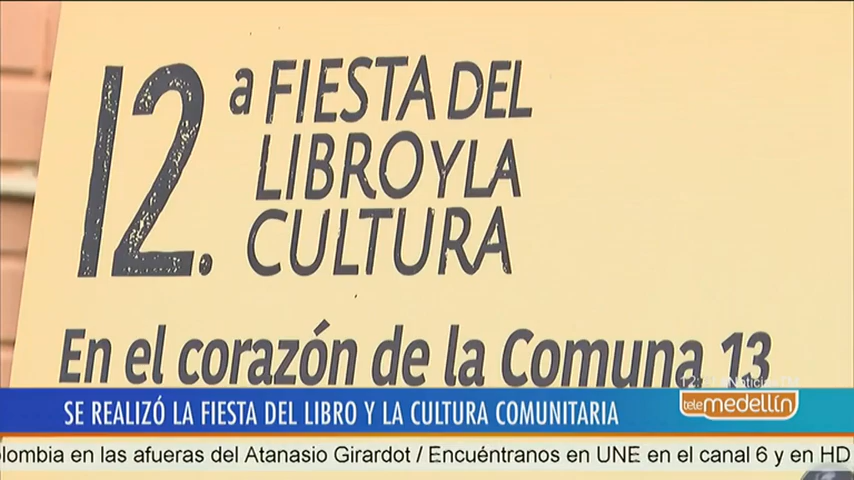 12.ª FIESTA DEL
LIBRO Y LA
CULTURA
En el corazón de la Comuna 13
SE REALIZÓ LA FIESTA DEL LIBRO Y LA CULTURA COMUNITARIA
tele medellín
olombia en las afueras del Atanasio Girardot / Encuéntranos en UNE en el canal 6 y en HD